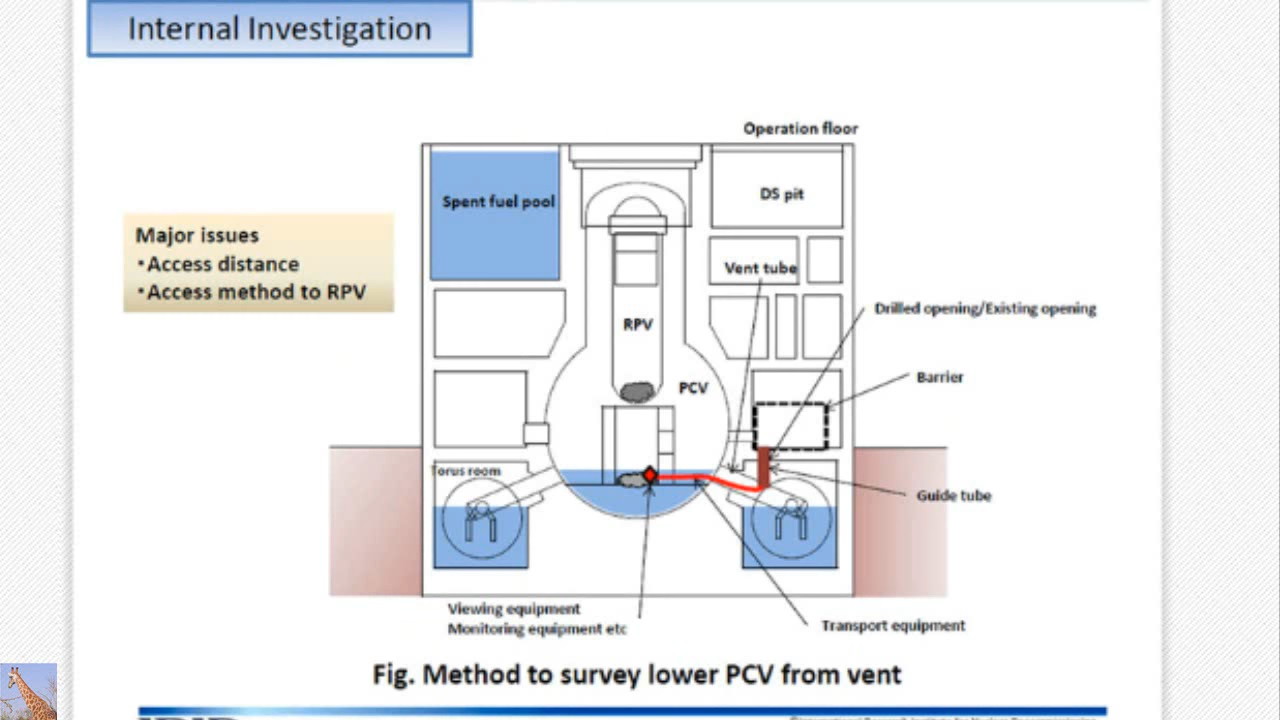 Internal Investigation
Operation floor
Spent fuel pool
DS pit
Major issues
・Access distance
・Access method to RPV
Vent tube
Drilled opening/Existing opening
RPV
Barrier
PCV
Torus room
Guide tube
Viewing equipment
Monitoring equipment etc
Transport equipment
Fig. Method to survey lower PCV from vent